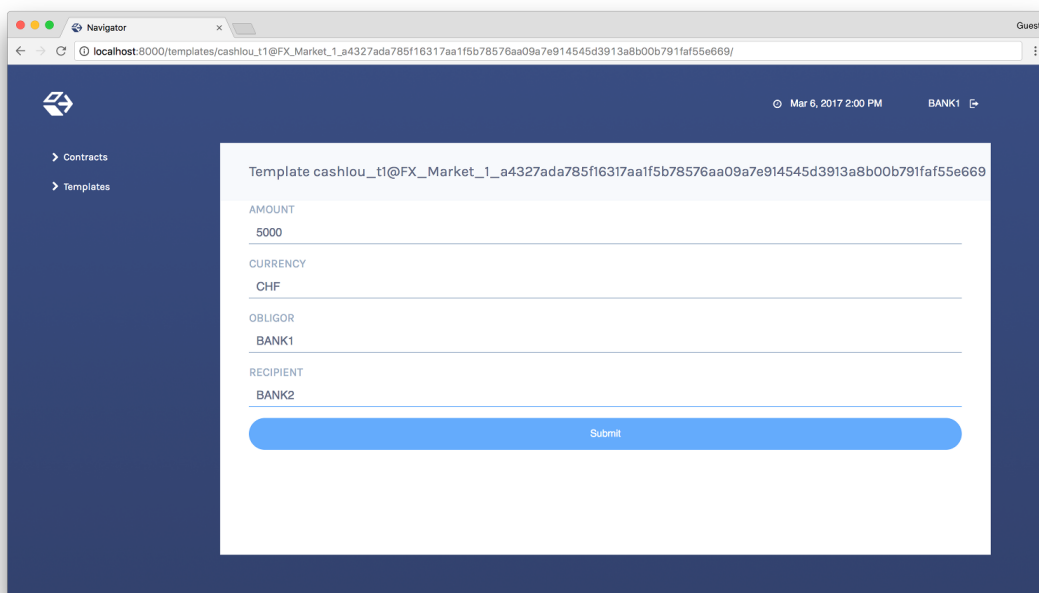 Navigator
Guest
localhost:8000/templates/cashIou_t1@FX_Market_1_a4327ada785f16317aa1f5b78576aa09a7e914545d3913a8b00b791faf55e669/
Mar 6, 2017 2:00 PM
BANK1
Contracts
Templates
Template cashIou_t1@FX_Market_1_a4327ada785f16317aa1f5b78576aa09a7e914545d3913a8b00b791faf55e669
AMOUNT
5000
CURRENCY
CHF
OBLIGOR
BANK1
RECIPIENT
BANK2
Submit